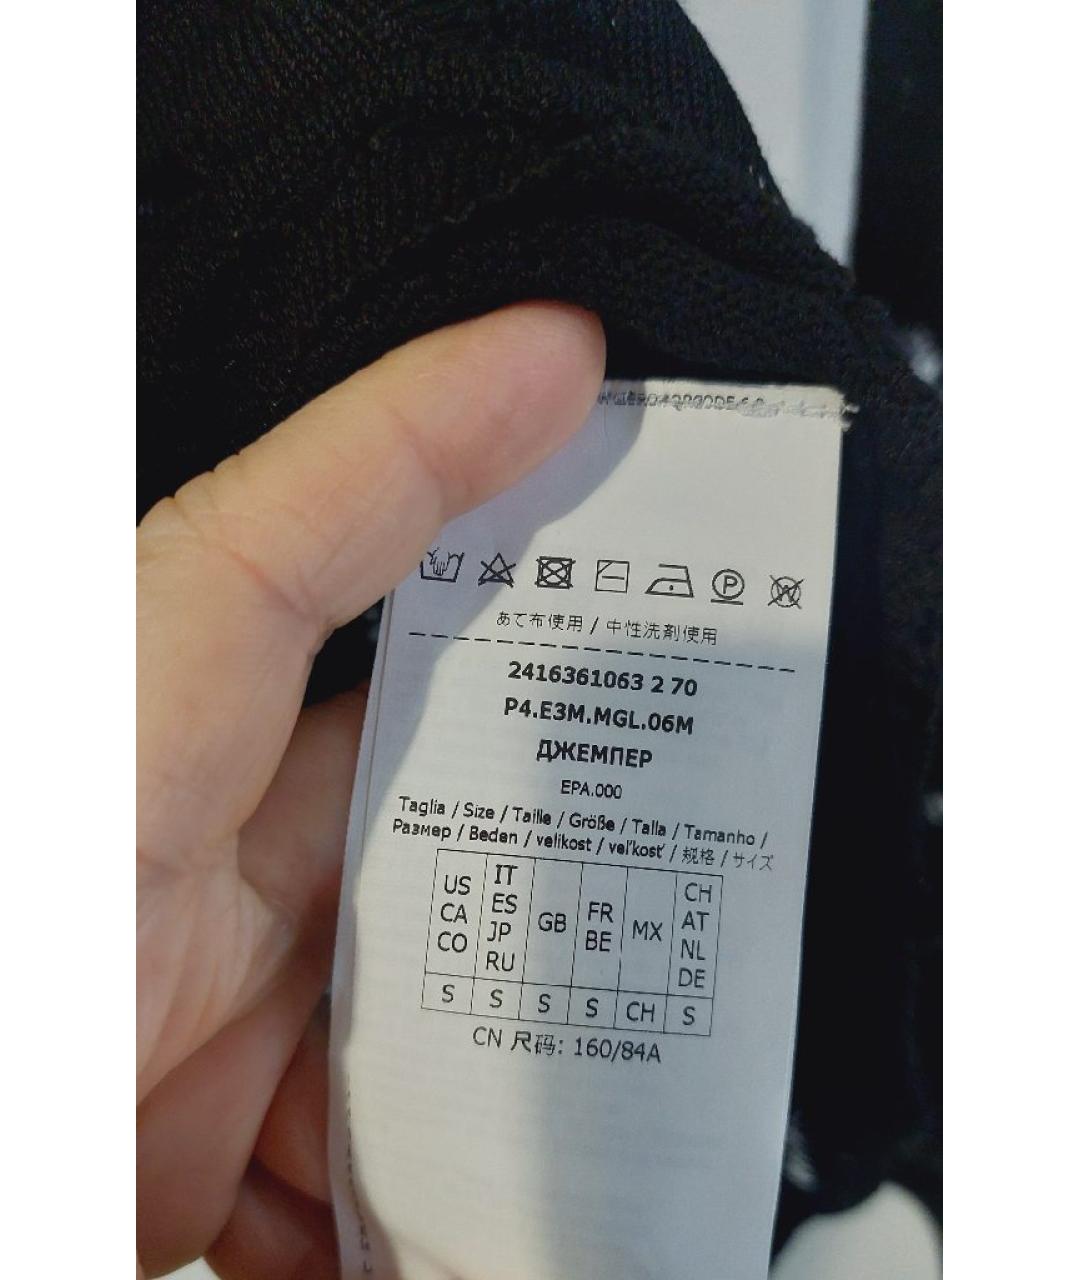 あて布使用 / 中性洗剤使用
2416361063 2 70
P4.E3M.MGL.06M
ДЖЕМПЕР
EPA.000
Taglia / Size / Taille / Größe / Talla / Tamanho /
Размер / Beden / velikost / veľkosť / 规格 / サイズ
US CA CO
IT ES JP RU
GB
FR BE
MX
CH AT NL DE
S S S S CH S
CN 尺码: 160/84A